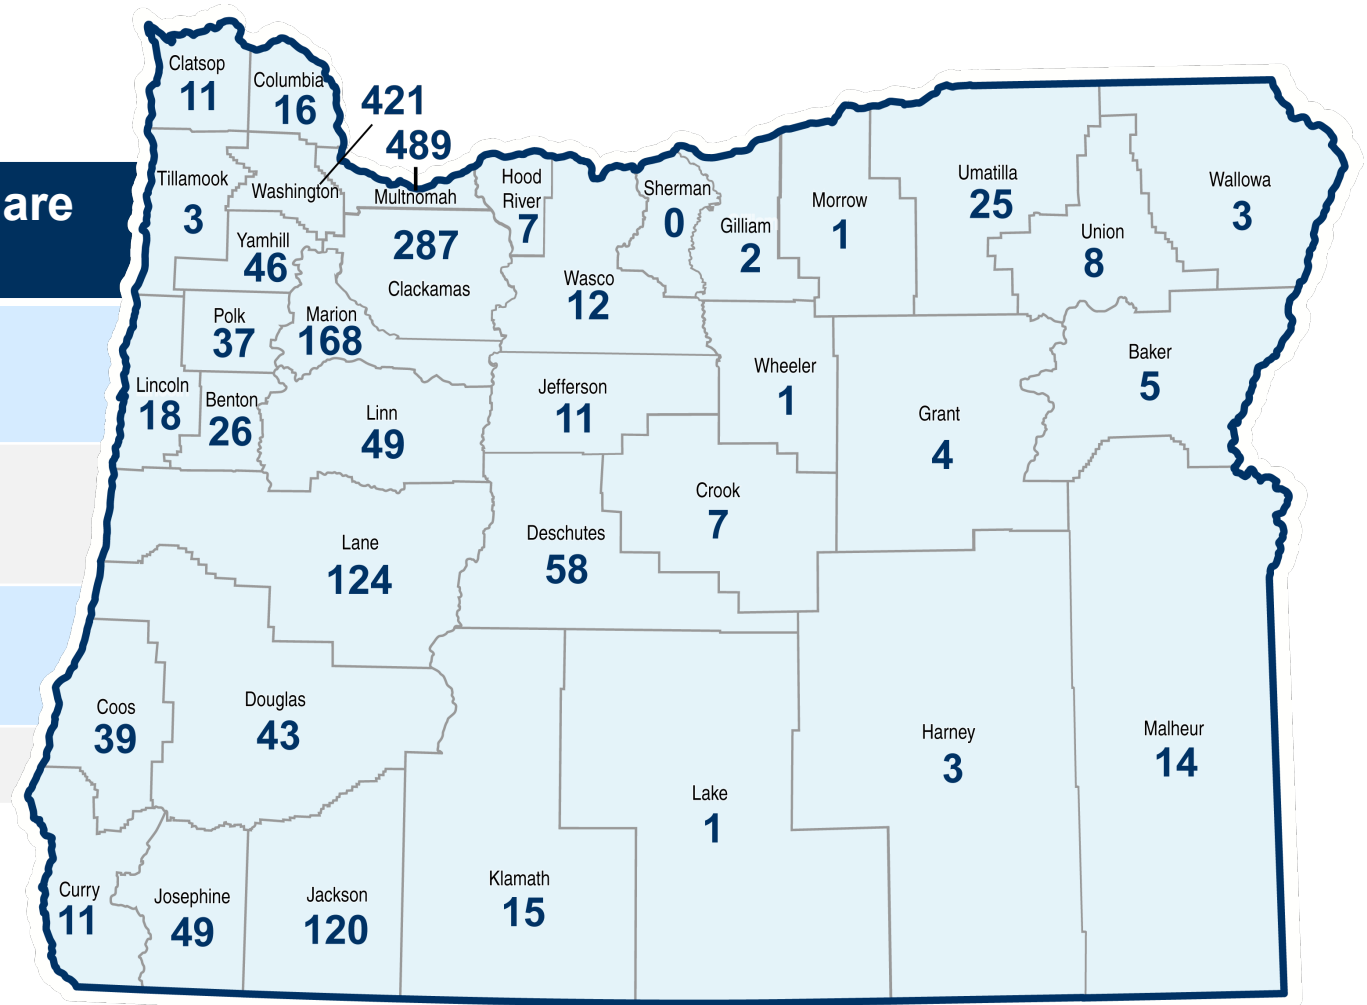 are
Clatsop
11
Columbia
16
421
489
Tillamook
3
Washington
Multnomah
Hood
River
7
Sherman
0
Gilliam
2
Morrow
1
Umatilla
25
Union
8
Wallowa
3
Yamhill
46
287
Clackamas
Wasco
12
Polk
37
Marion
168
Lincoln
18
Benton
26
Linn
49
Jefferson
11
Wheeler
1
Grant
4
Baker
5
Crook
7
Deschutes
58
Lane
124
Coos
39
Douglas
43
Harney
3
Malheur
14
Lake
1
Curry
11
Josephine
49
Jackson
120
Klamath
15